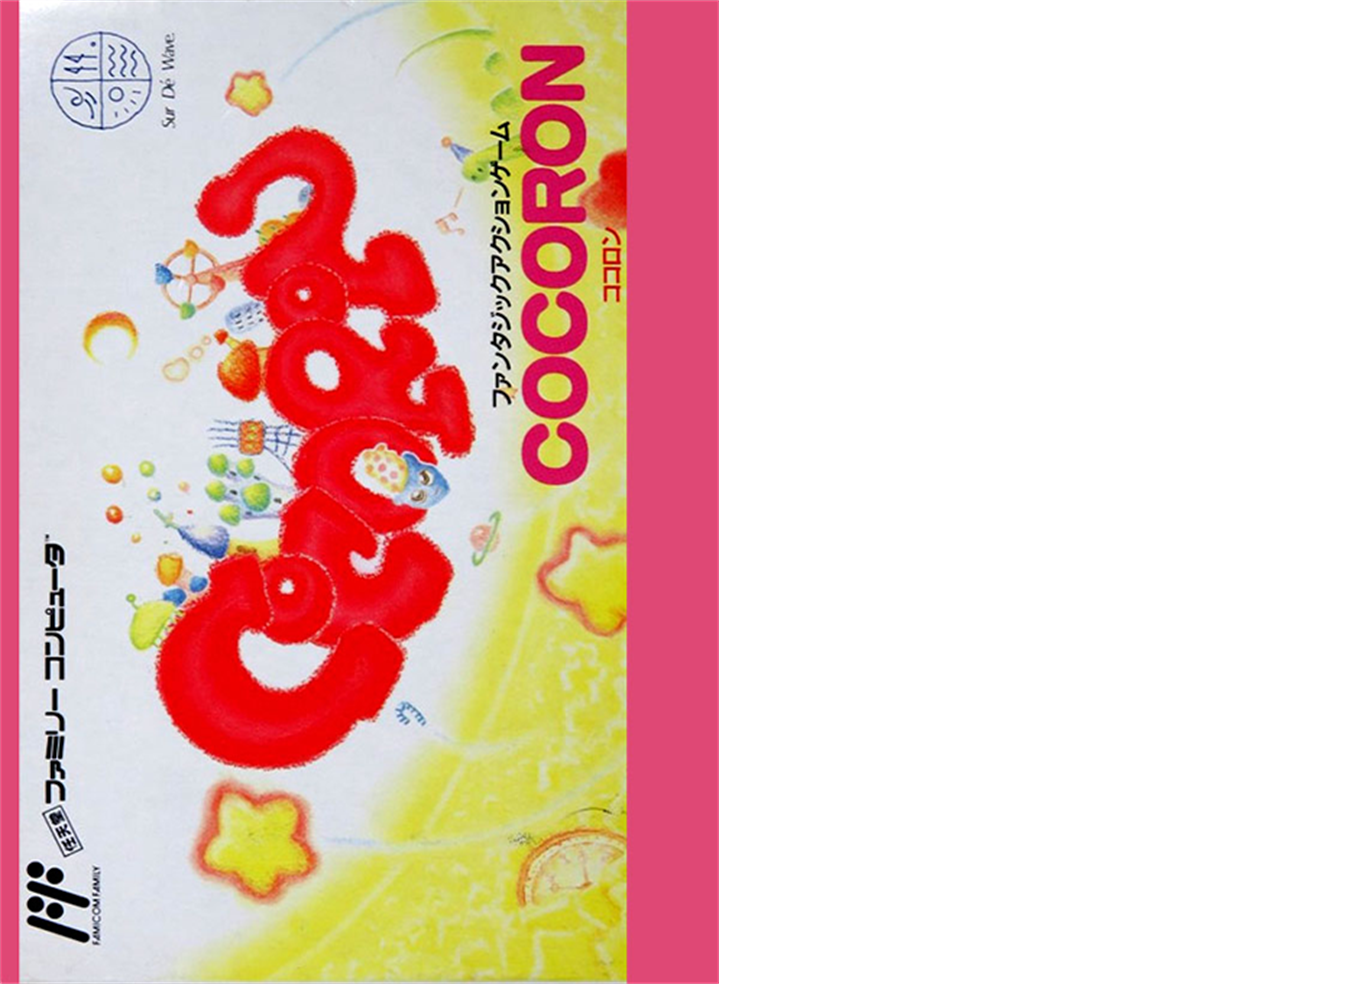 任天堂 ファミリー コンピュータ™
FAMICOM FAMILY
Sur Dé Wave
ファンタジックアクションゲーム
COCORON
ココロン